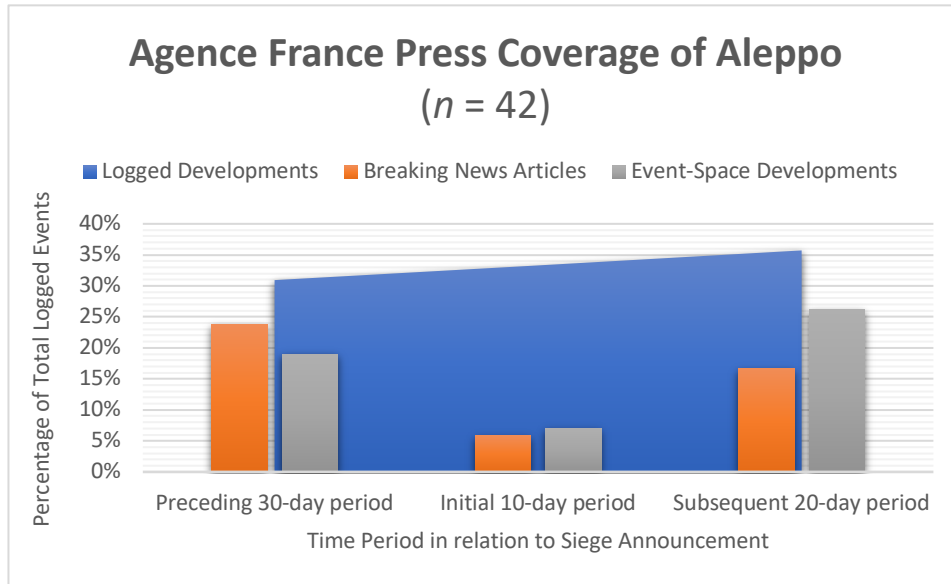 Agence France Press Coverage of Aleppo
(n = 42)
Logged Developments Breaking News Articles Event-Space Developments
Percentage of Total Logged Events
40%
35%
30%
25%
20%
15%
10%
5%
0%
Preceding 30-day period Initial 10-day period Subsequent 20-day period
Time Period in relation to Siege Announcement